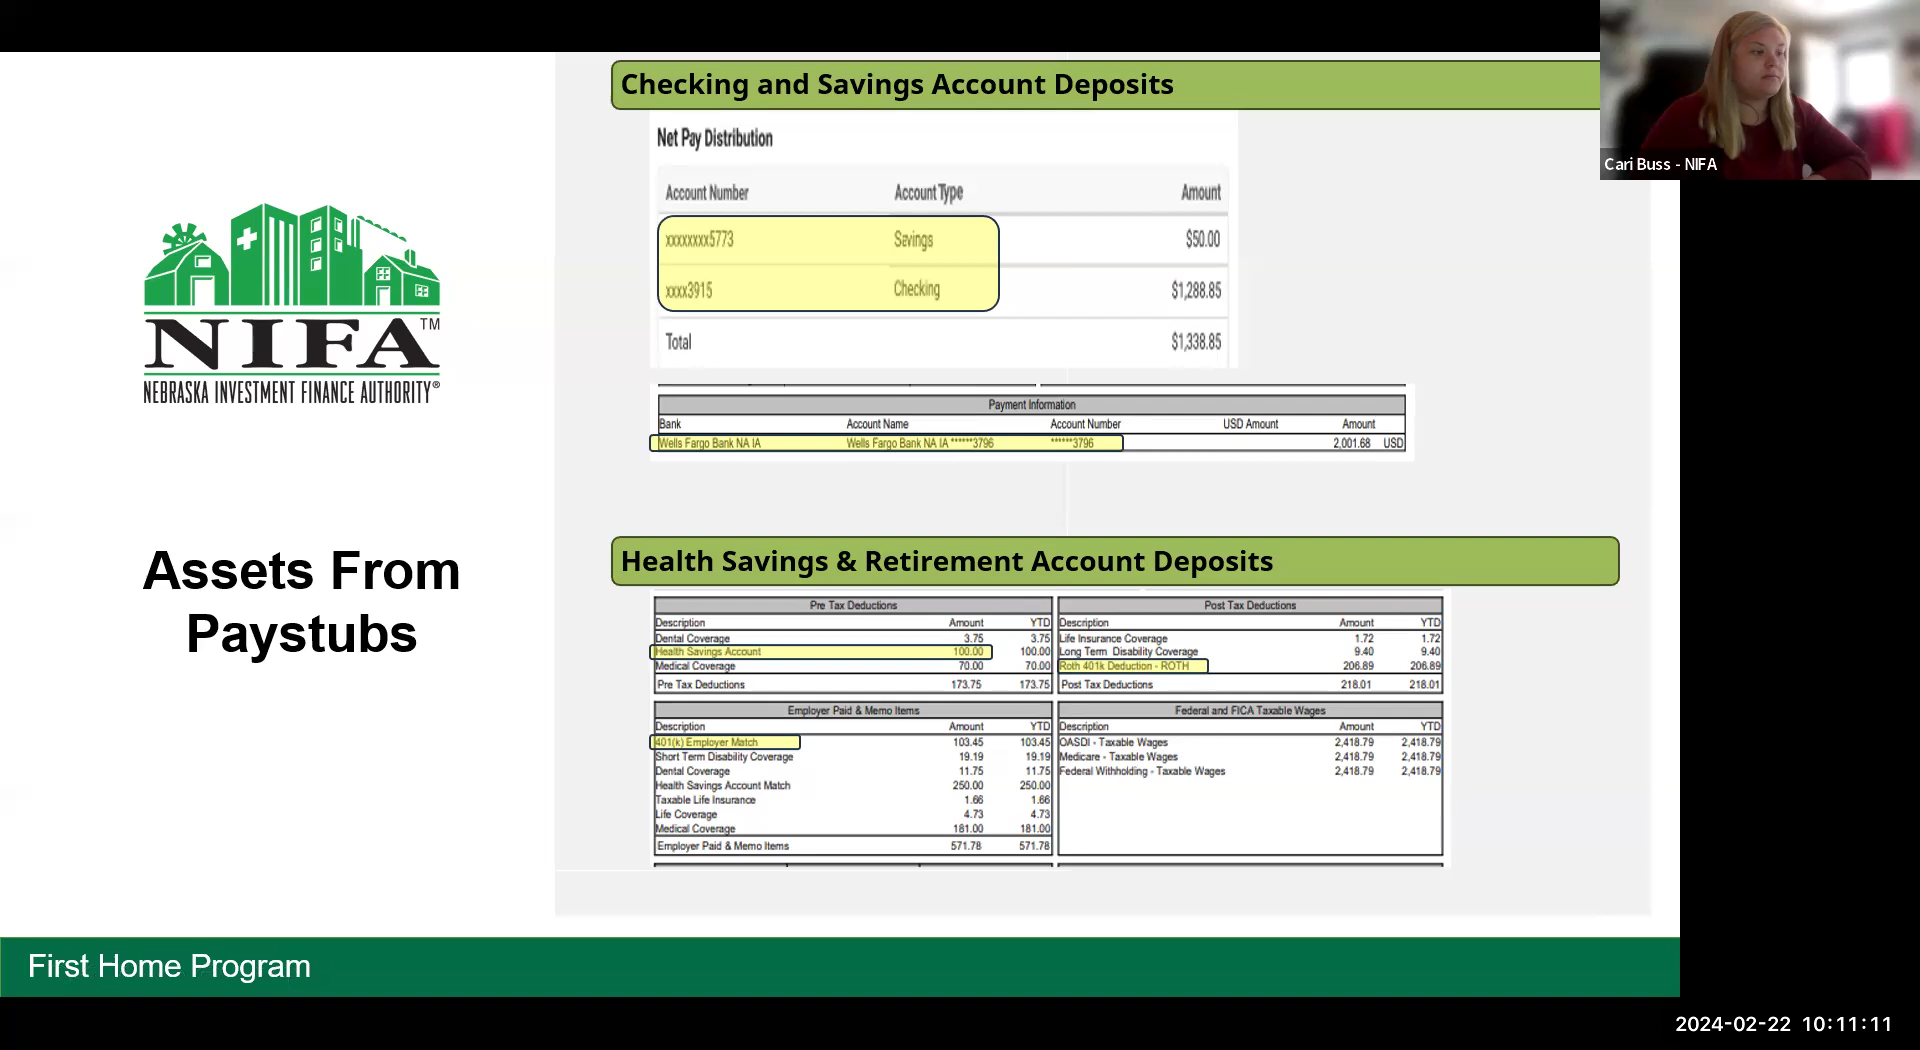 Checking and Savings Account Deposits
Cari Buss - NIFA
Net Pay Distribution
Account Number Account Type Amount
xxxxxxxx5773 Savings $50.00
xxxx3915 Checking $1,288.85
Total $1,338.85
Payment Information
Bank Account Name Account Number USD Amount Amount
Wells Fargo Bank NA IA Wells Fargo Bank NA IA ******3796 ******3796 2,001.68 USD
NIFA™
NEBRASKA INVESTMENT FINANCE AUTHORITY®
Assets From
Paystubs
Health Savings & Retirement Account Deposits
Pre Tax Deductions
Description Amount YTD
Dental Coverage 3.75 3.75
Health Savings Account 100.00 100.00
Medical Coverage 70.00 70.00
Pre Tax Deductions 173.75 173.75
Post Tax Deductions
Description Amount YTD
Life Insurance Coverage 1.72 1.72
Long Term Disability Coverage 9.40 9.40
Roth 401k Deduction - ROTH 206.89 206.89
Post Tax Deductions 218.01 218.01
Employer Paid & Memo Items
Description Amount YTD
401(k) Employer Match 103.45 103.45
Short Term Disability Coverage 19.19 19.19
Dental Coverage 11.75 11.75
Health Savings Account Match 250.00 250.00
Taxable Life Insurance 1.66 1.66
Life Coverage 4.73 4.73
Medical Coverage 181.00 181.00
Employer Paid & Memo Items 571.78 571.78
Federal and FICA Taxable Wages
Description Amount YTD
OASDI - Taxable Wages 2,418.79 2,418.79
Medicare - Taxable Wages 2,418.79 2,418.79
Federal Withholding - Taxable Wages 2,418.79 2,418.79
First Home Program
2024-02-22 10:11:11